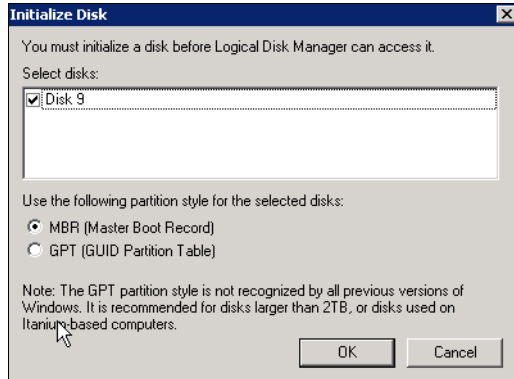 Initialize Disk
You must initialize a disk before Logical Disk Manager can access it.
Select disks:
Disk 9
Use the following partition style for the selected disks:
MBR (Master Boot Record)
GPT (GUID Partition Table)
Note: The GPT partition style is not recognized by all previous versions of
Windows. It is recommended for disks larger than 2TB, or disks used on
Itanium-based computers.
OK
Cancel